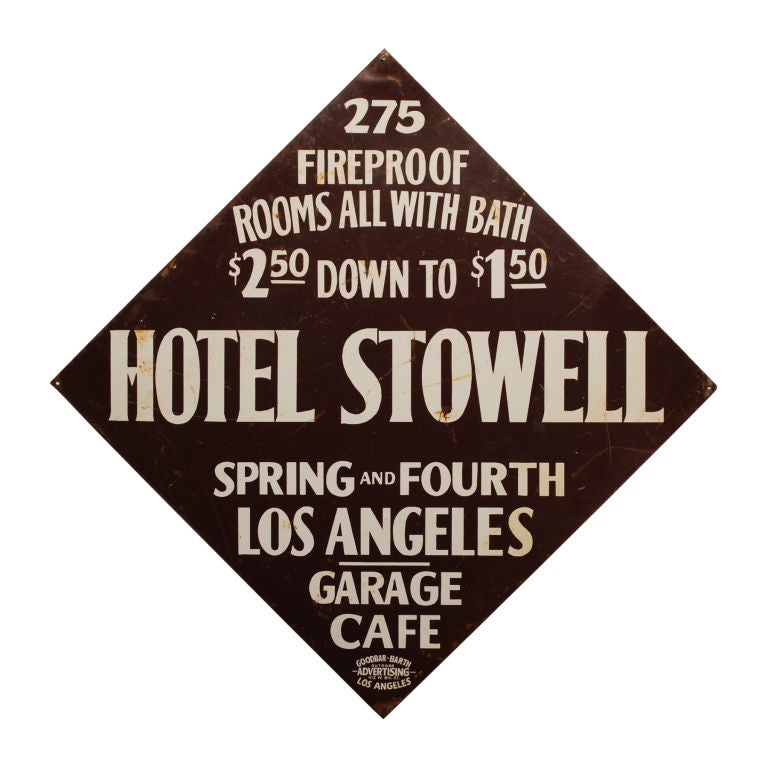 275
FIREPROOF
ROOMS ALL WITH BATH
$2.50 DOWN TO $1.50
HOTEL STOWELL
SPRING AND FOURTH
LOS ANGELES
GARAGE
CAFE
GOODBAR-BARTH
OUTDOOR
ADVERTISING
LOS ANGELES